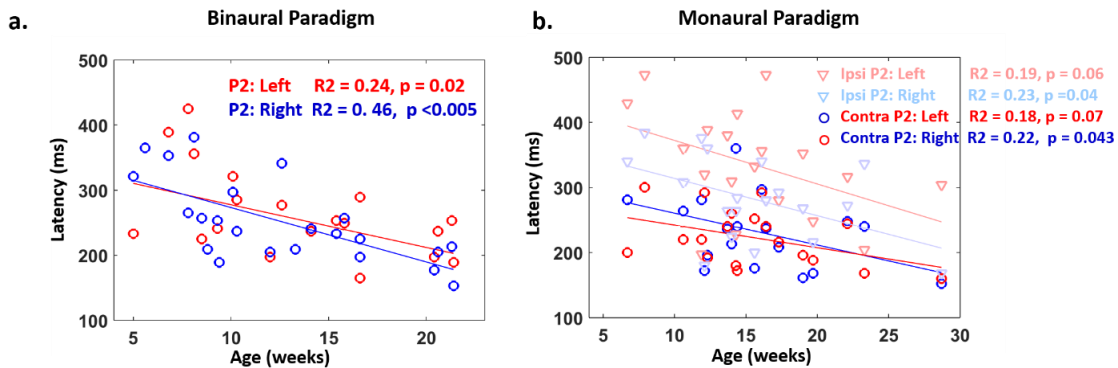 a.
Binaural Paradigm
500
400
300
200
100
Latency (ms)
P2: Left R2 = 0.24, p = 0.02
P2: Right R2 = 0. 46, p <0.005
5
10
15
20
Age (weeks)
b.
Monaural Paradigm
500
400
300
200
100
Latency (ms)
Ipsi P2: Left R2 = 0.19, p = 0.06
Ipsi P2: Right R2 = 0.23, p =0.04
Contra P2: Left R2 = 0.18, p = 0.07
Contra P2: Right R2 = 0.22, p = 0.043
5
10
15
20
25
30
Age (weeks)